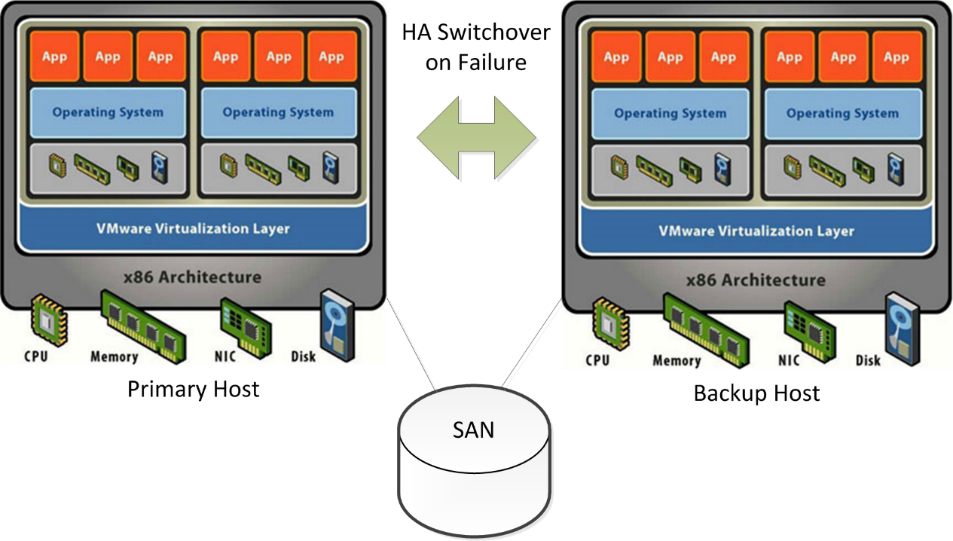 HA Switchover
on Failure
App App App App App App
Operating System Operating System
VMware Virtualization Layer
x86 Architecture
CPU Memory NIC Disk
Primary Host
App App App App App App
Operating System Operating System
VMware Virtualization Layer
x86 Architecture
CPU Memory NIC Disk
Backup Host
SAN